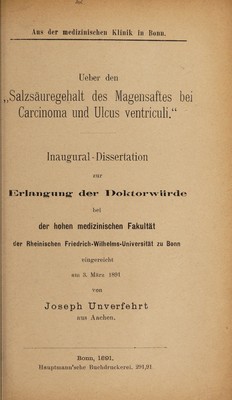 Aus der medizinischen Klinik in Bonn.
Ueber den
„Salzsäuregehalt des Magensaftes bei
Carcinoma und Ulcus ventriculi.“
Inaugural-Dissertation
zur
Erlangung der Doktorwürde
bei
der hohen medizinischen Fakultät
der Rheinischen Friedrich-Wilhelms-Universität zu Bonn
eingereicht
am 3. März 1891
von
Joseph Unverfehrt
aus Aachen.
Bonn, 1891.
Hauptmann'sche Buchdruckerei. 291,91